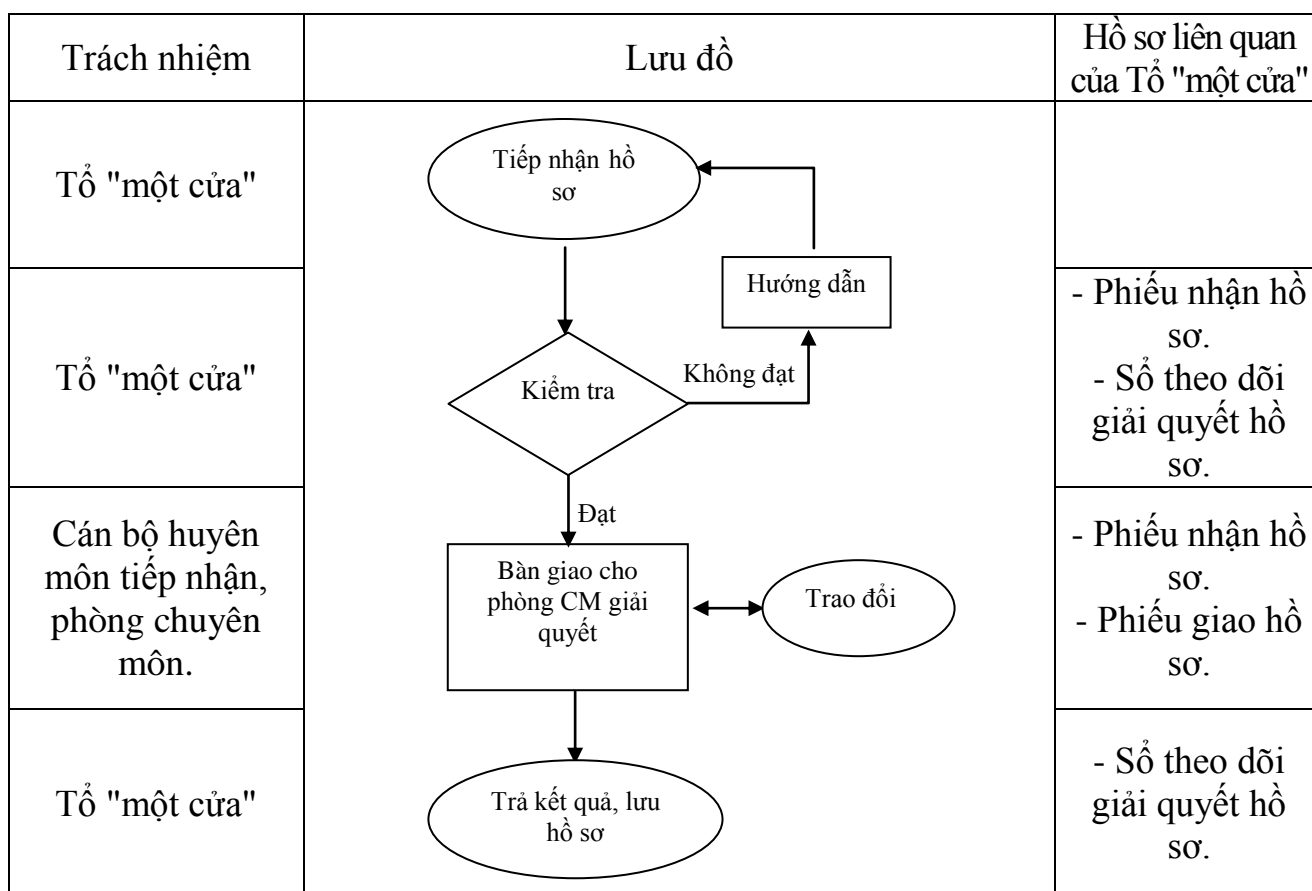 Trách nhiệm
Lưu đồ
Hồ sơ liên quan
của Tổ "một cửa"
Tổ "một cửa"
Tiếp nhận hồ
sơ
Hướng dẫn
Tổ "một cửa"
Kiểm tra
Không đạt
- Phiếu nhận hồ
sơ.
- Sổ theo dõi
giải quyết hồ
sơ.
Đạt
Cán bộ huyên
môn tiếp nhận,
phòng chuyên
môn.
Bàn giao cho
phòng CM giải
quyết
Trao đổi
- Phiếu nhận hồ
sơ.
- Phiếu giao hồ
sơ.
Tổ "một cửa"
Trả kết quả, lưu
hồ sơ
- Sổ theo dõi
giải quyết hồ
sơ.